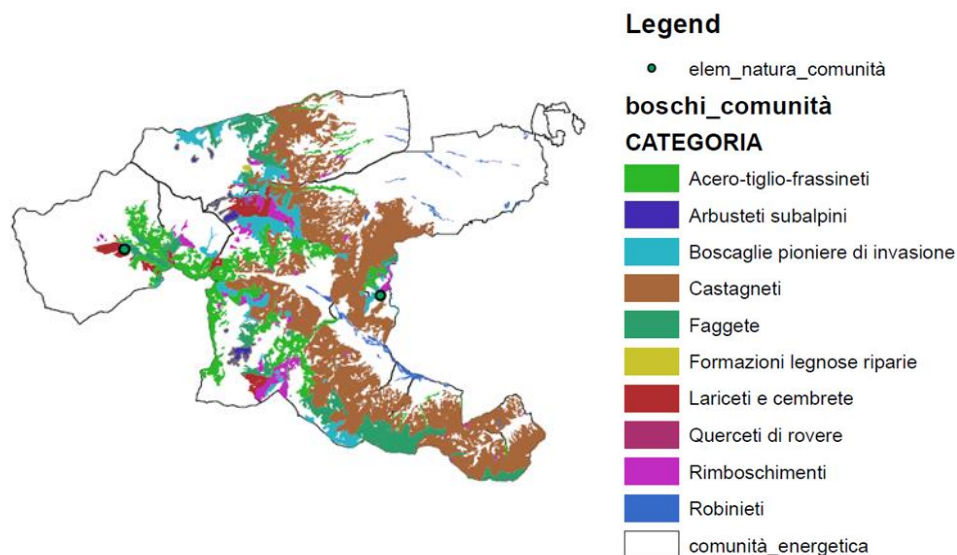 Legend
elem_natura_comunità
boschi_comunità
CATEGORIA
Acero-tiglio-frassineti
Arbusteti subalpini
Boscaglie pioniere di invasione
Castagneti
Faggete
Formazioni legnose riparie
Lariceti e cembrete
Querceti di rovere
Rimboschimenti
Robinieti
comunità_energetica